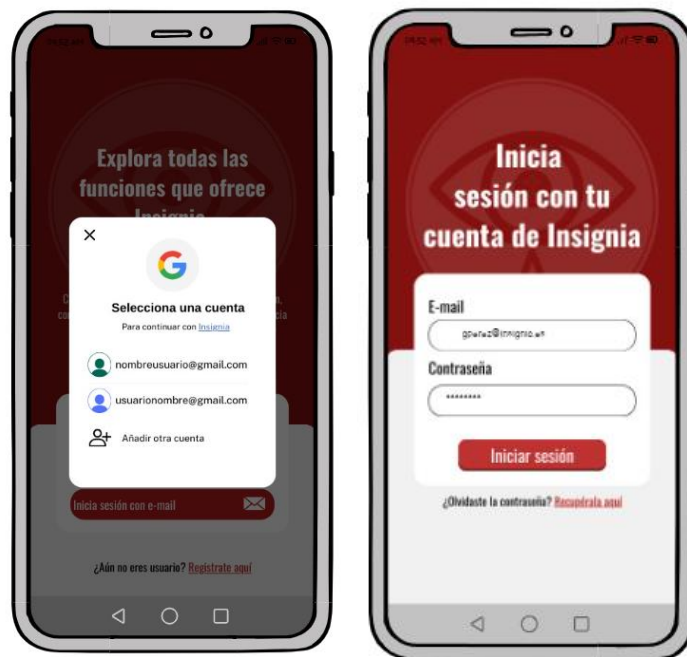 Explora todas las
funciones que ofrece
Selecciona una cuenta
Para continuar con Insignia
nombreusuario@gmail.com
usuarionombre@gmail.com
Añadir otra cuenta
Inicia sesión con e-mail
¿Aún no eres usuario? Registrate aquí
Inicia
sesión con tu
cuenta de Insignia
E-mail
Contraseña
********
Iniciar sesión
¿Olvidaste la contraseña? Recupérala aquí